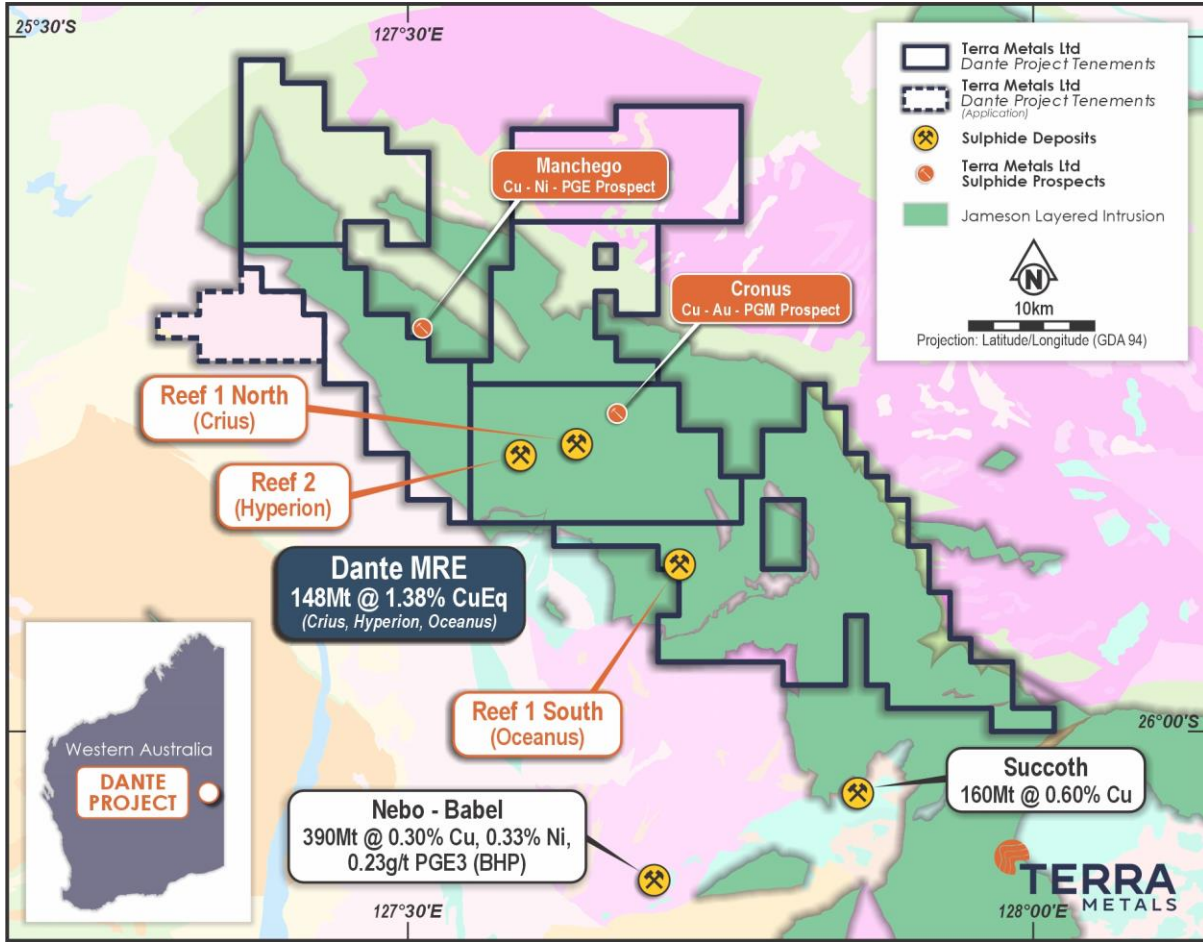 25°30'S
127°30'E
Terra Metals Ltd
Dante Project Tenements
Terra Metals Ltd
Dante Project Tenements
(Application)
Sulphide Deposits
Terra Metals Ltd
Sulphide Prospects
Jameson Layered Intrusion
N
10km
Projection: Latitude/Longitude (GDA 94)
Manchego
Cu - Ni - PGE Prospect
Cronus
Cu - Au - PGM Prospect
Reef 1 North
(Crius)
Reef 2
(Hyperion)
Dante MRE
148Mt @ 1.38% CuEq
(Crius, Hyperion, Oceanus)
Reef 1 South
(Oceanus)
26°00'S
Western Australia
DANTE
PROJECT
Nebo - Babel
390Mt @ 0.30% Cu, 0.33% Ni,
0.23g/t PGE3 (BHP)
Succoth
160Mt @ 0.60% Cu
TERRA
METALS
127°30'E
128°00'E